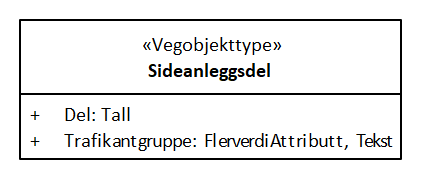 «Vegobjekttype»
Sideanleggsdel
+ Del: Tall
+ Trafikantgruppe: FlerverdiAttributt, Tekst